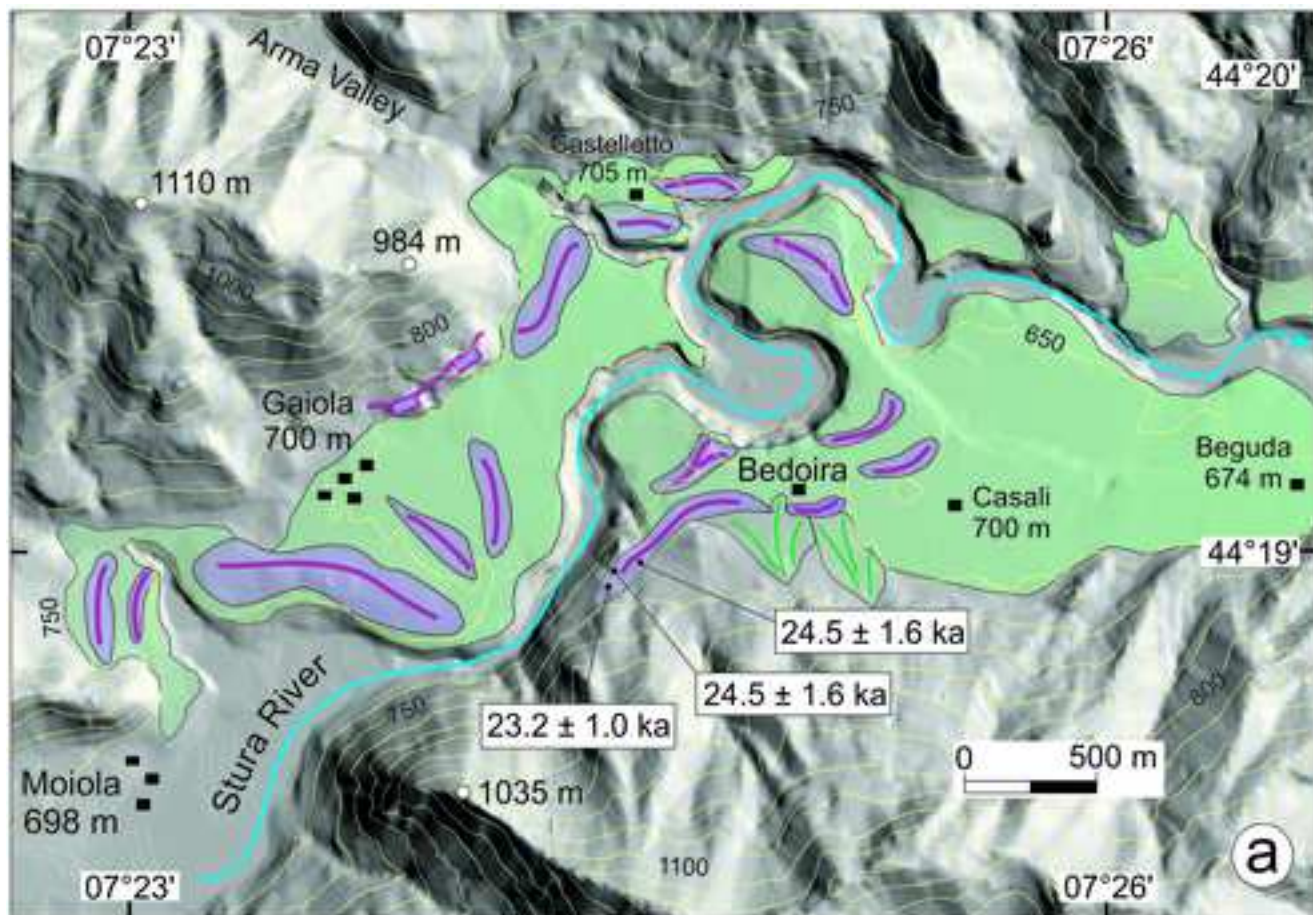 07°23'
07°26'
44°20'
Arma Valley
750
Castelletto
705 m
1110 m
984 m
1000
800
650
Gaiola
700 m
Bedoira
Beguda
674 m
Casali
700 m
44°19'
750
24.5 ± 1.6 ka
24.5 ± 1.6 ka
23.2 ± 1.0 ka
800
750
Stura River
0 500 m
Moiola
698 m
1035 m
1100
07°23'
07°26'
a